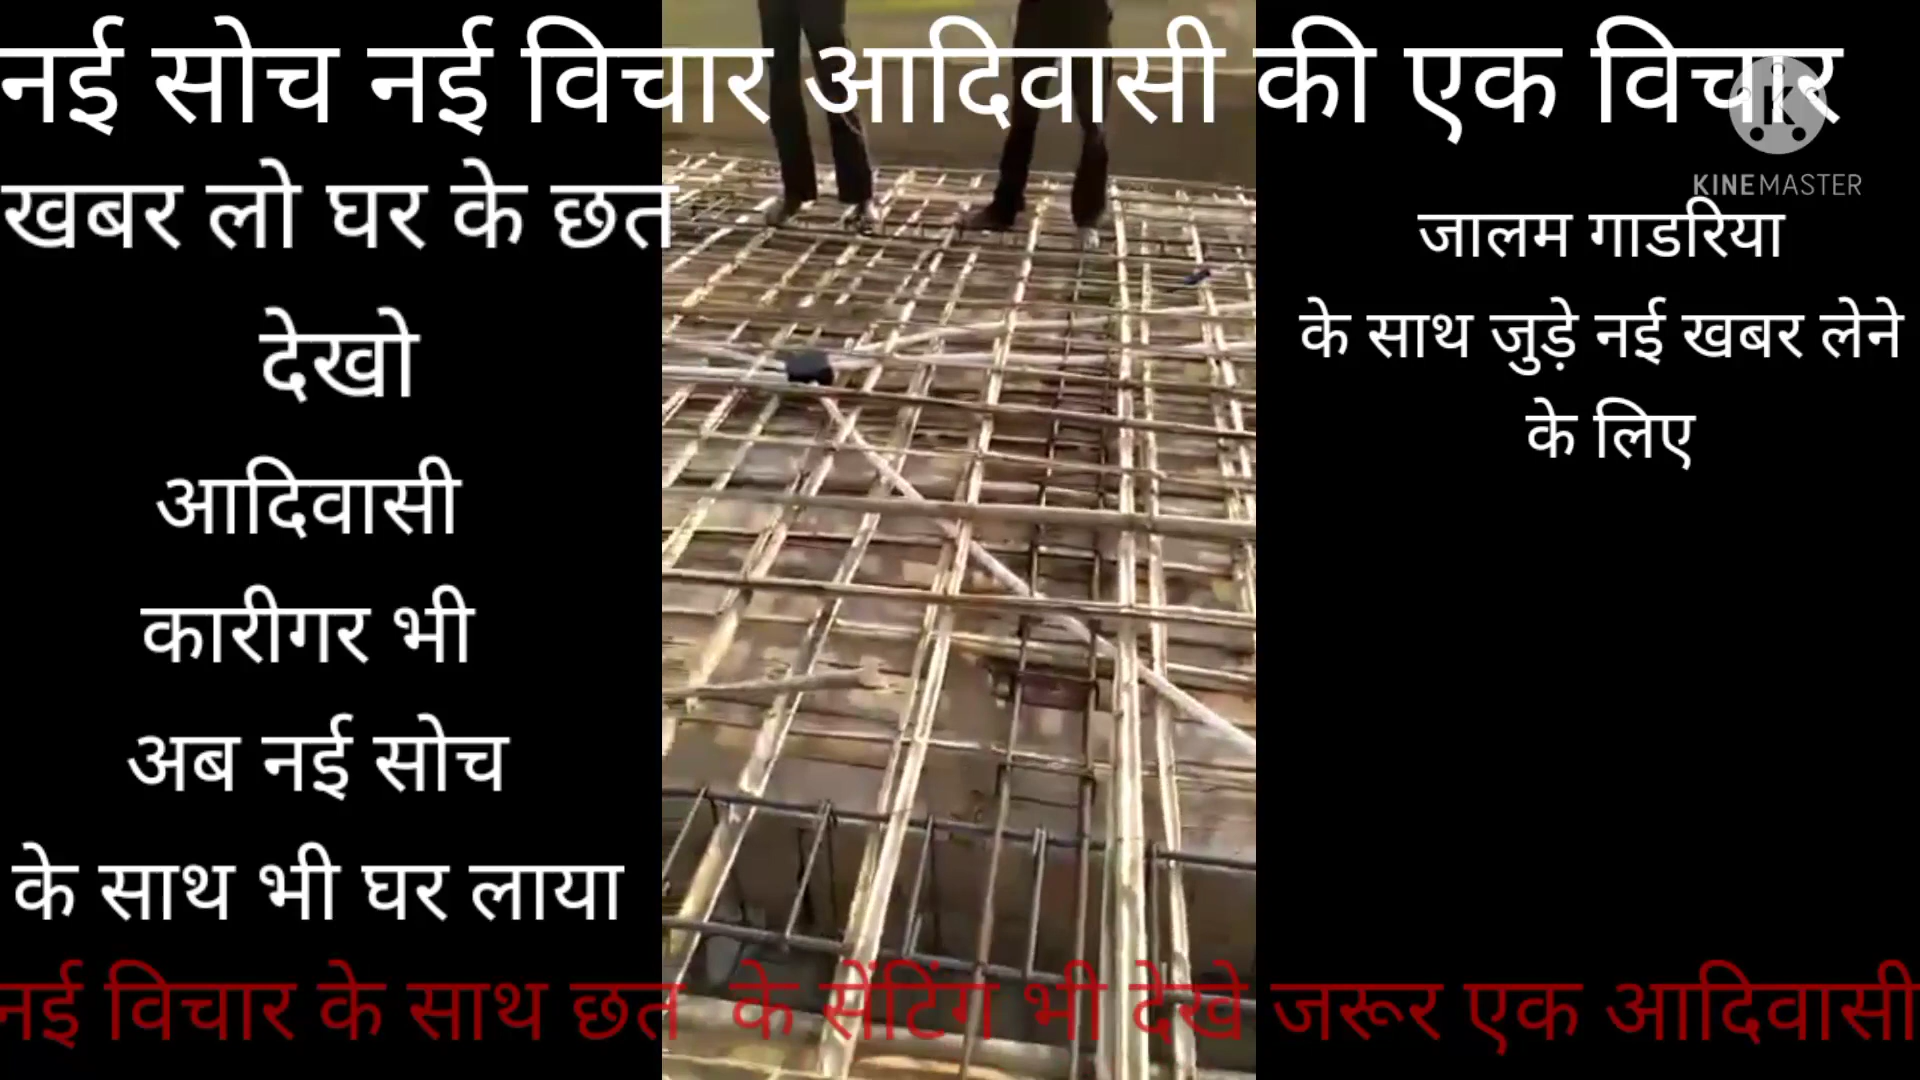 नई सोच नई विचार आदिवासी की एक विचार
खबर लो घर के छत
देखो
आदिवासी
कारीगर भी
अब नई सोच
के साथ भी घर लाया
KINEMASTER
जालम गाडरिया
के साथ जुड़े नई खबर लेने
के लिए
नई विचार के साथ छत के सेंटिंग भी देखे जरूर एक आदिवासी